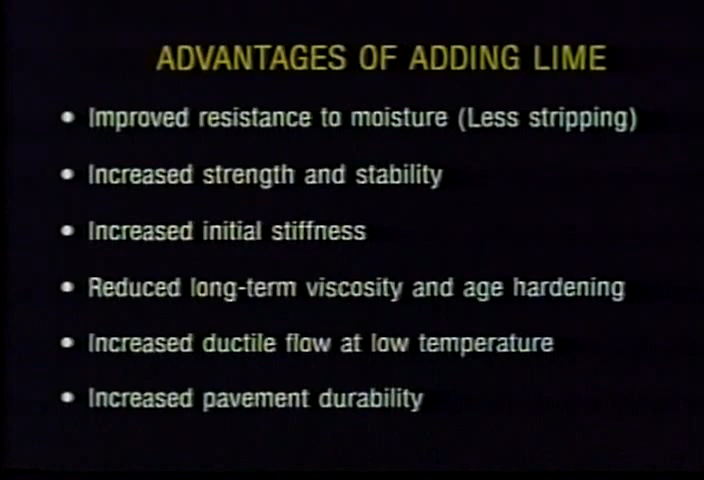 ADVANTAGES OF ADDING LIME
• Improved resistance to moisture (Less stripping)
• Increased strength and stability
• Increased initial stiffness
• Reduced long-term viscosity and age hardening
• Increased ductile flow at low temperature
• Increased pavement durability